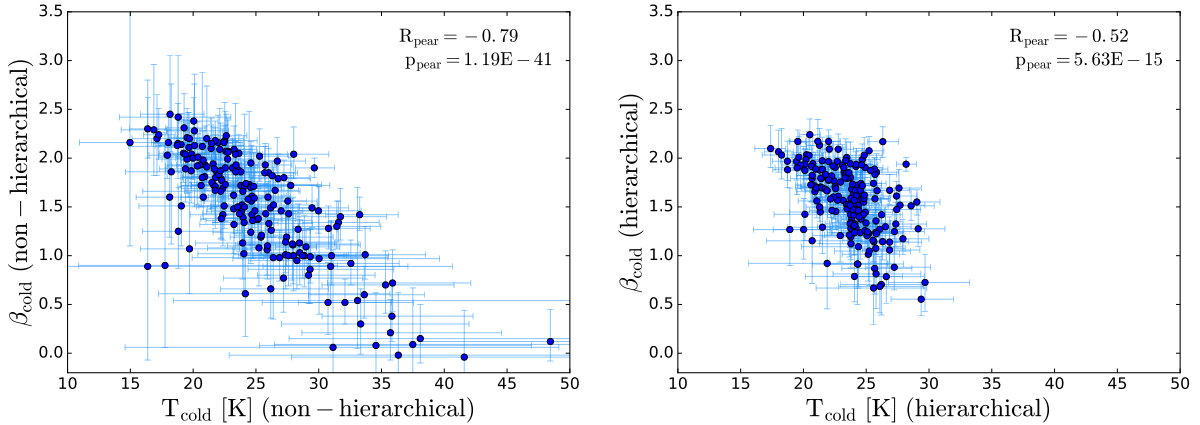 3.5
3.0
2.5
2.0
1.5
1.0
0.5
0.0
β_cold (non − hierarchical)
R_pear = −0.79
p_pear = 1.19E − 41
10 15 20 25 30 35 40 45 50
T_cold [K] (non − hierarchical)
3.5
3.0
2.5
2.0
1.5
1.0
0.5
0.0
β_cold (hierarchical)
R_pear = −0.52
p_pear = 5.63E − 15
10 15 20 25 30 35 40 45 50
T_cold [K] (hierarchical)